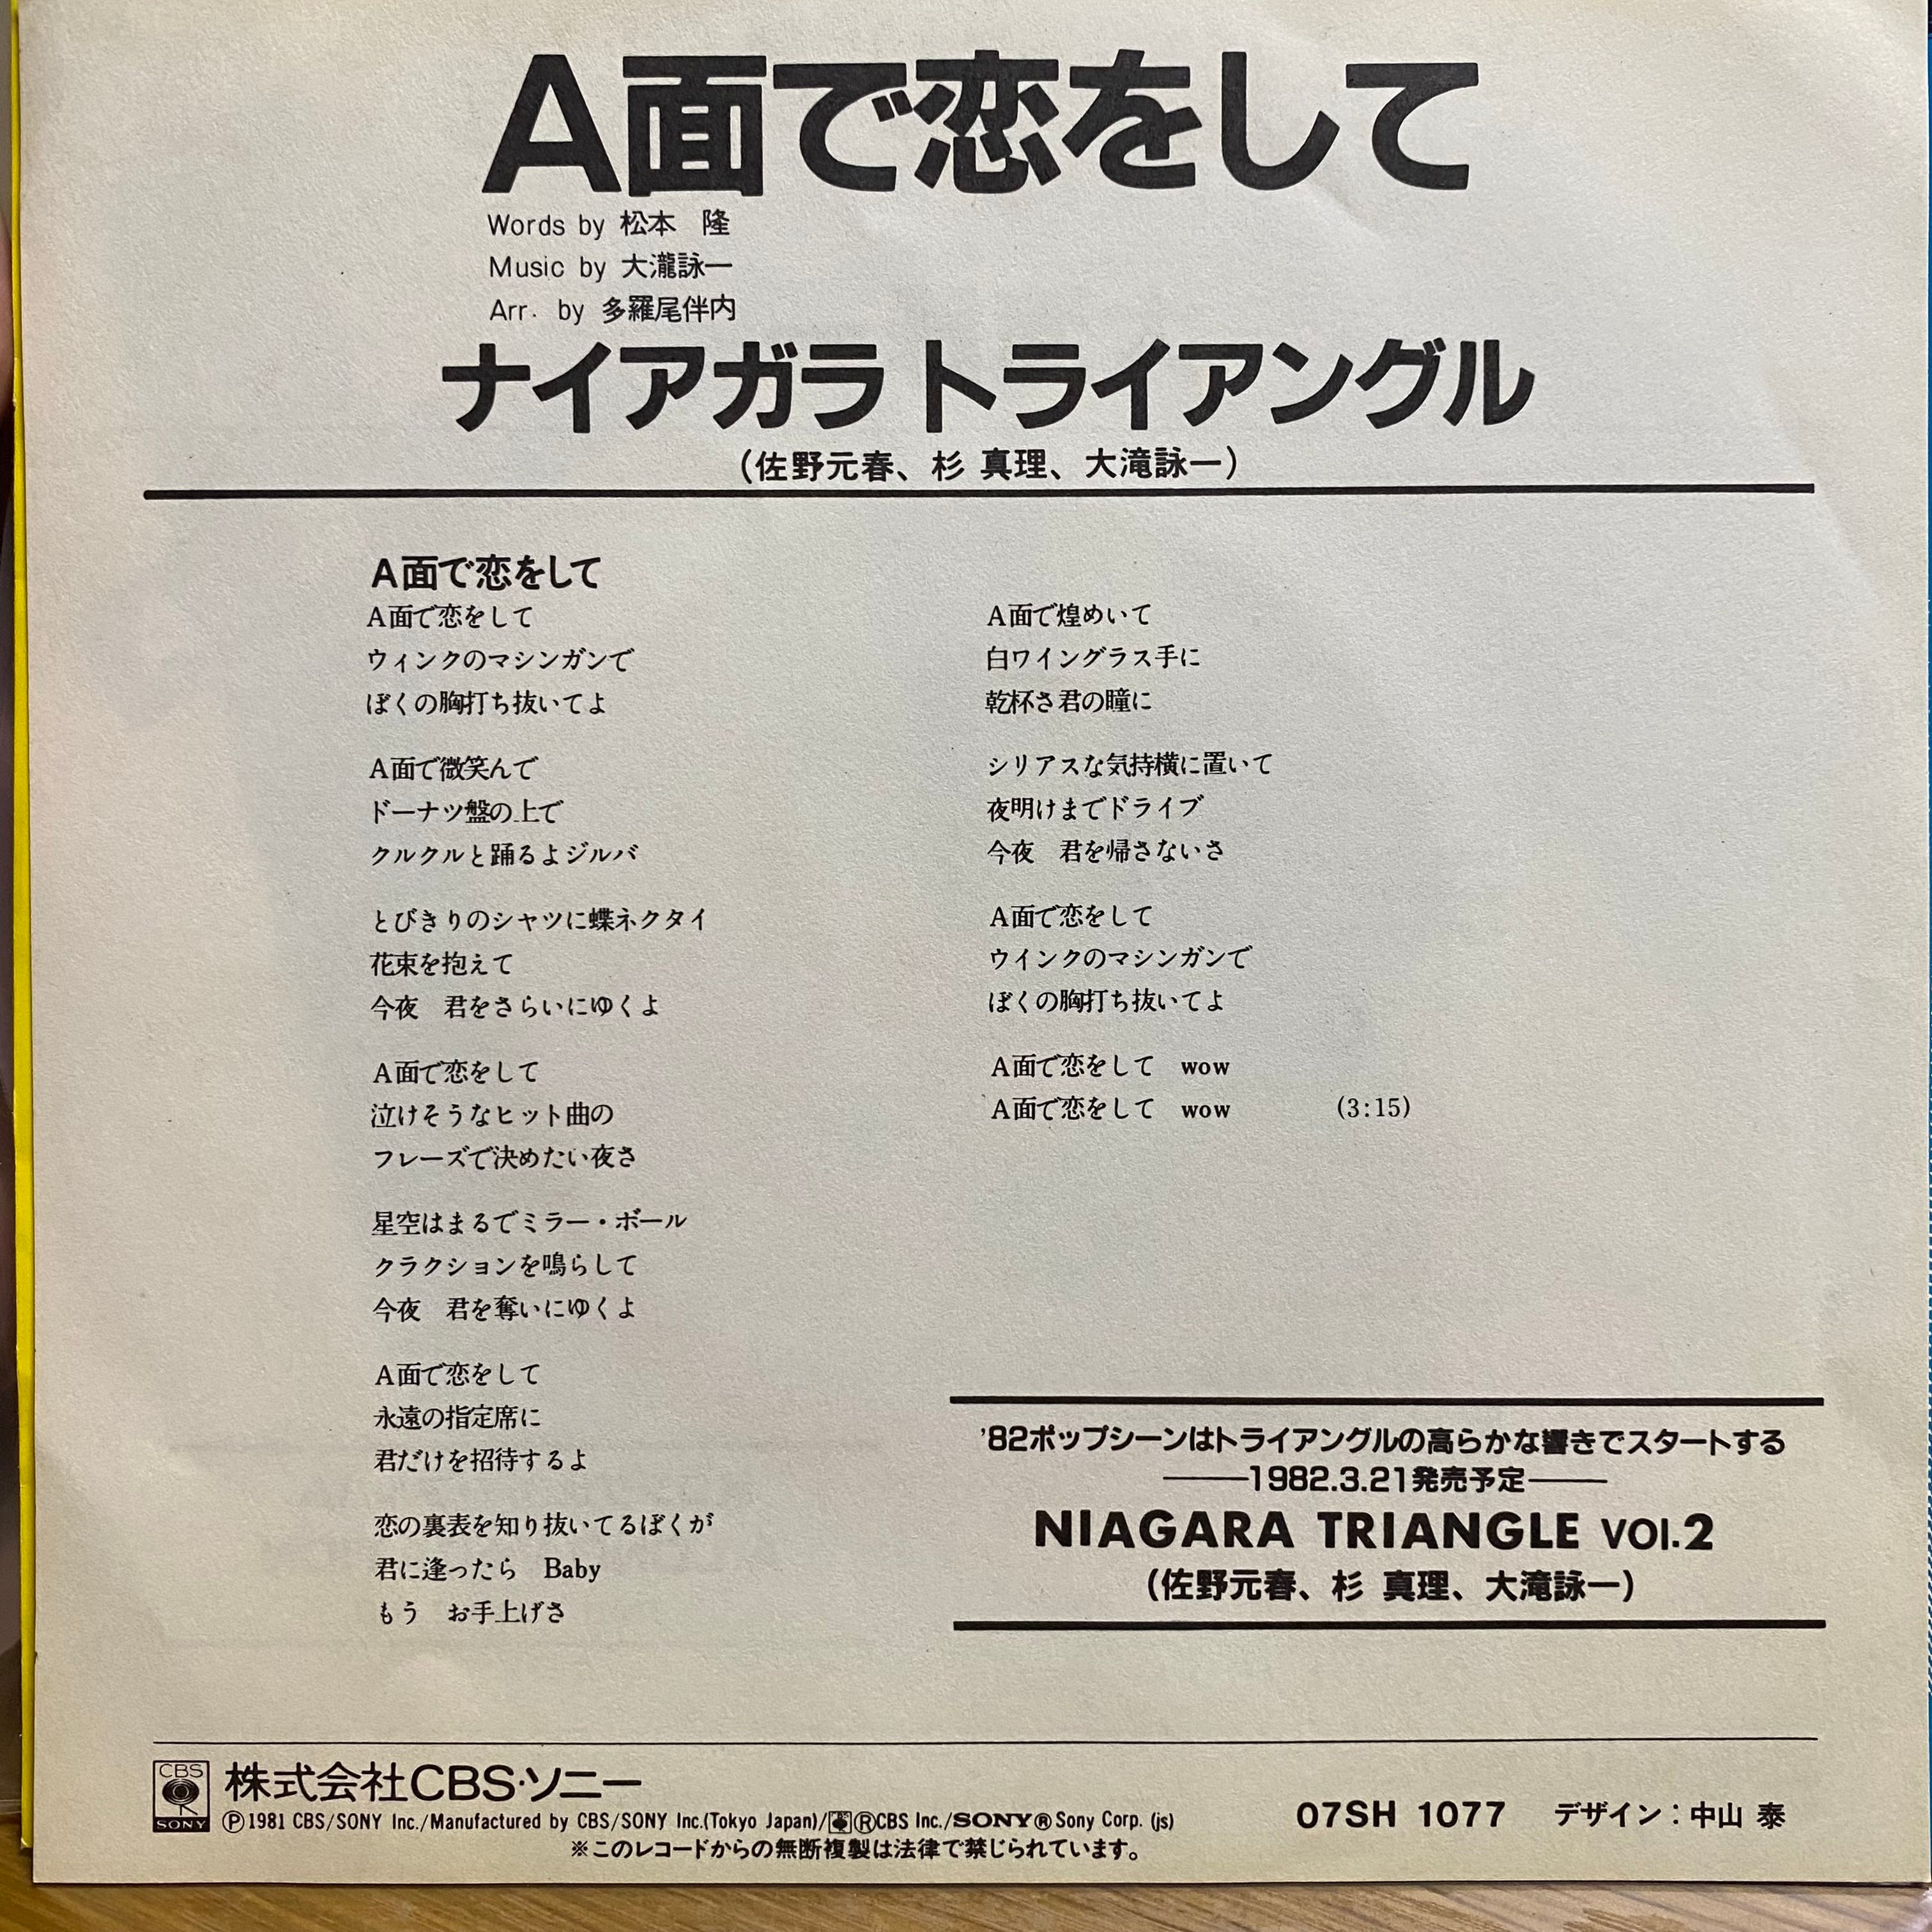 A面で恋をして
Words by 松本　隆
Music by 大瀧詠一
Arr. by 多羅尾伴内
ナイアガラ トライアングル
(佐野元春、杉 真理、大滝詠一)
A面で恋をして
A面で恋をして
ウィンクのマシンガンで
ぼくの胸打ち抜いてよ
A面で微笑んで
ドーナツ盤の上で
クルクルと踊るよジルバ
とびきりのシャツに蝶ネクタイ
花束を抱えて
今夜　君をさらいにゆくよ
A面で恋をして
泣けそうなヒット曲の
フレーズで決めたい夜さ
星空はまるでミラー・ボール
クラクションを鳴らして
今夜　君を奪いにゆくよ
A面で恋をして
永遠の指定席に
君だけを招待するよ
恋の裏表を知り抜いてるぼくが
君に逢ったら　Baby
もう　お手上げさ
A面で煌めいて
白ワイングラス手に
乾杯さ君の瞳に
シリアスな気持横に置いて
夜明けまでドライブ
今夜　君を帰さないさ
A面で恋をして
ウインクのマシンガンで
ぼくの胸打ち抜いてよ
A面で恋をして　wow
A面で恋をして　wow　(3:15)
'82ポップシーンはトライアングルの高らかな響きでスタートする
——1982.3.21発売予定——
NIAGARA TRIANGLE VOl.2
(佐野元春、杉 真理、大滝詠一)
CBS
SONY
株式会社CBS・ソニー
Ⓟ1981 CBS/SONY Inc./Manufactured by CBS/SONY Inc.(Tokyo Japan)/ⓇCBS Inc./SONY® Sony Corp. (js)
※このレコードからの無断複製は法律で禁じられています。
07SH 1077　デザイン：中山 泰